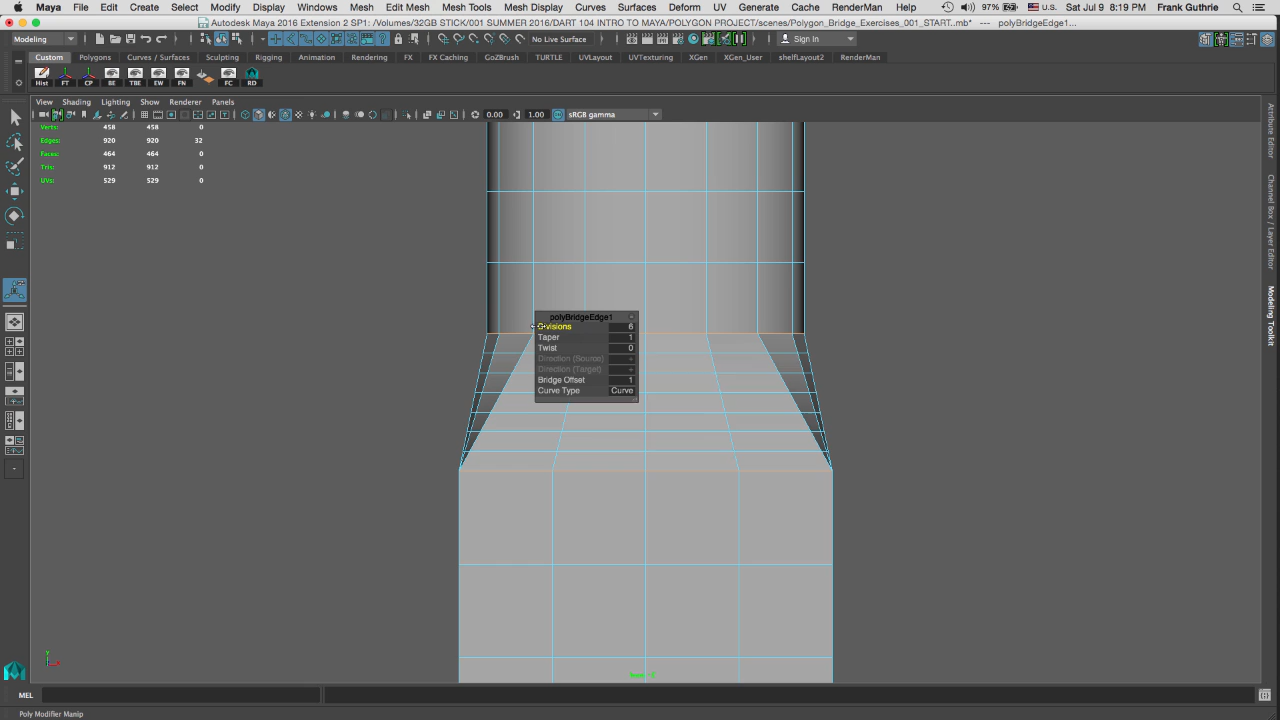 Maya File Edit Create Select Modify Display Windows Mesh Edit Mesh Mesh Tools Mesh Display Curves Surfaces Deform UV Generate Cache RenderMan Help 97% U.S. Sat Jul 9 8:19 PM Frank Guthrie
Autodesk Maya 2016 Extension 2 SP1: /Volumes/32GB STICK/001 SUMMER 2016/DART 104 INTRO TO MAYA/POLYGON PROJECT/scenes/Polygon_Bridge_Exercises_001_START..mb* --- polyBridgeEdge1...
Modeling No Live Surface Sign In
Custom Polygons Curves / Surfaces Sculpting Rigging Animation Rendering FX FX Caching GoZBrush TURTLE UVLayout UVTexturing XGen XGen_User shelfLayout2 RenderMan
Hist FT CP BE TBE EW FN FC RD
View Shading Lighting Show Renderer Panels
0.00 1.00 sRGB gamma
Verts: 458 458 0
Edges: 920 920 32
Faces: 464 464 0
Tris: 912 912 0
UVs: 529 529 0
polyBridgeEdge1
Divisions 6
Taper 1
Twist 0
Direction (Source) +
Direction (Target) +
Bridge Offset 1
Curve Type Curve
Attribute Editor
Channel Box / Layer Editor
Modeling Toolkit
y
MEL
Poly Modifier Manip